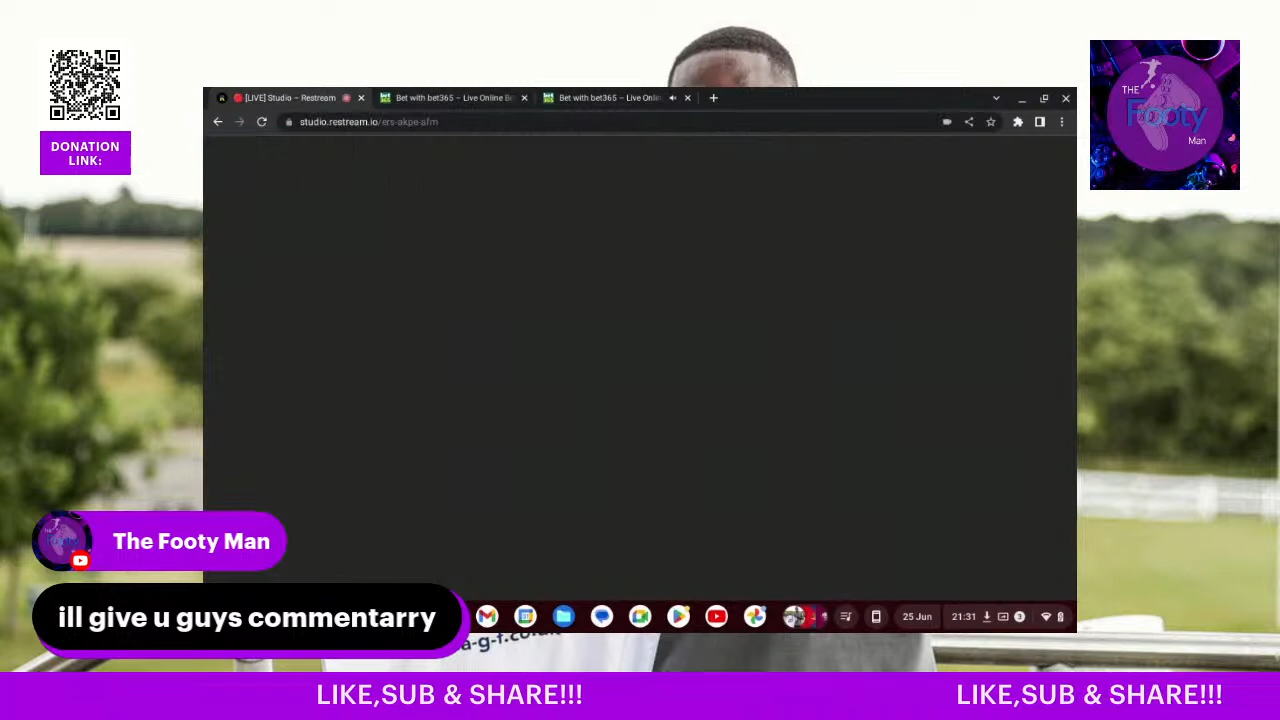 DONATION
LINK:
[LIVE] Studio – Restream
Bet with bet365 – Live Online Be
Bet with bet365 – Live Onlin
studio.restream.io/ers-akpe-afm
THE
Footy
Man
The Footy Man
ill give u guys commentarry
25 Jun
21:31
LIKE,SUB & SHARE!!!
LIKE,SUB & SHARE!!!